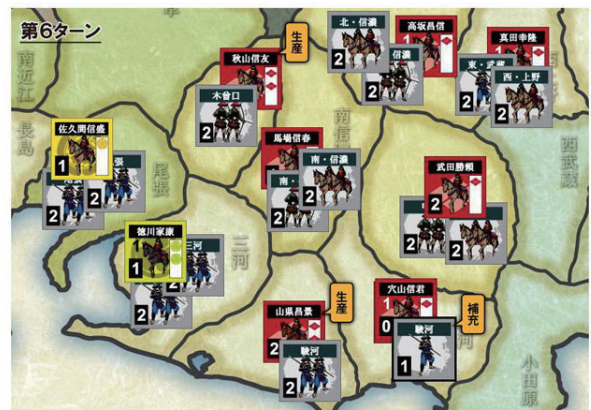 第6ターン
生産
北・信濃
2
2
高坂昌信
信濃
2
真田幸隆
東・武蔵
2
西・上野
2
秋山信友
2
木曾口
2
南近江
長島
佐久間信盛
1
張
2
2
尾張
馬場信春
2
南・信濃
2
南・
2
南信
西武蔵
武田勝頼
2
2
2
徳川家康
1
1
三河
2
2
三河
山県昌景
2
生産
駿河
2
穴山信君
1
0
補充
駿河
1
河
小田原